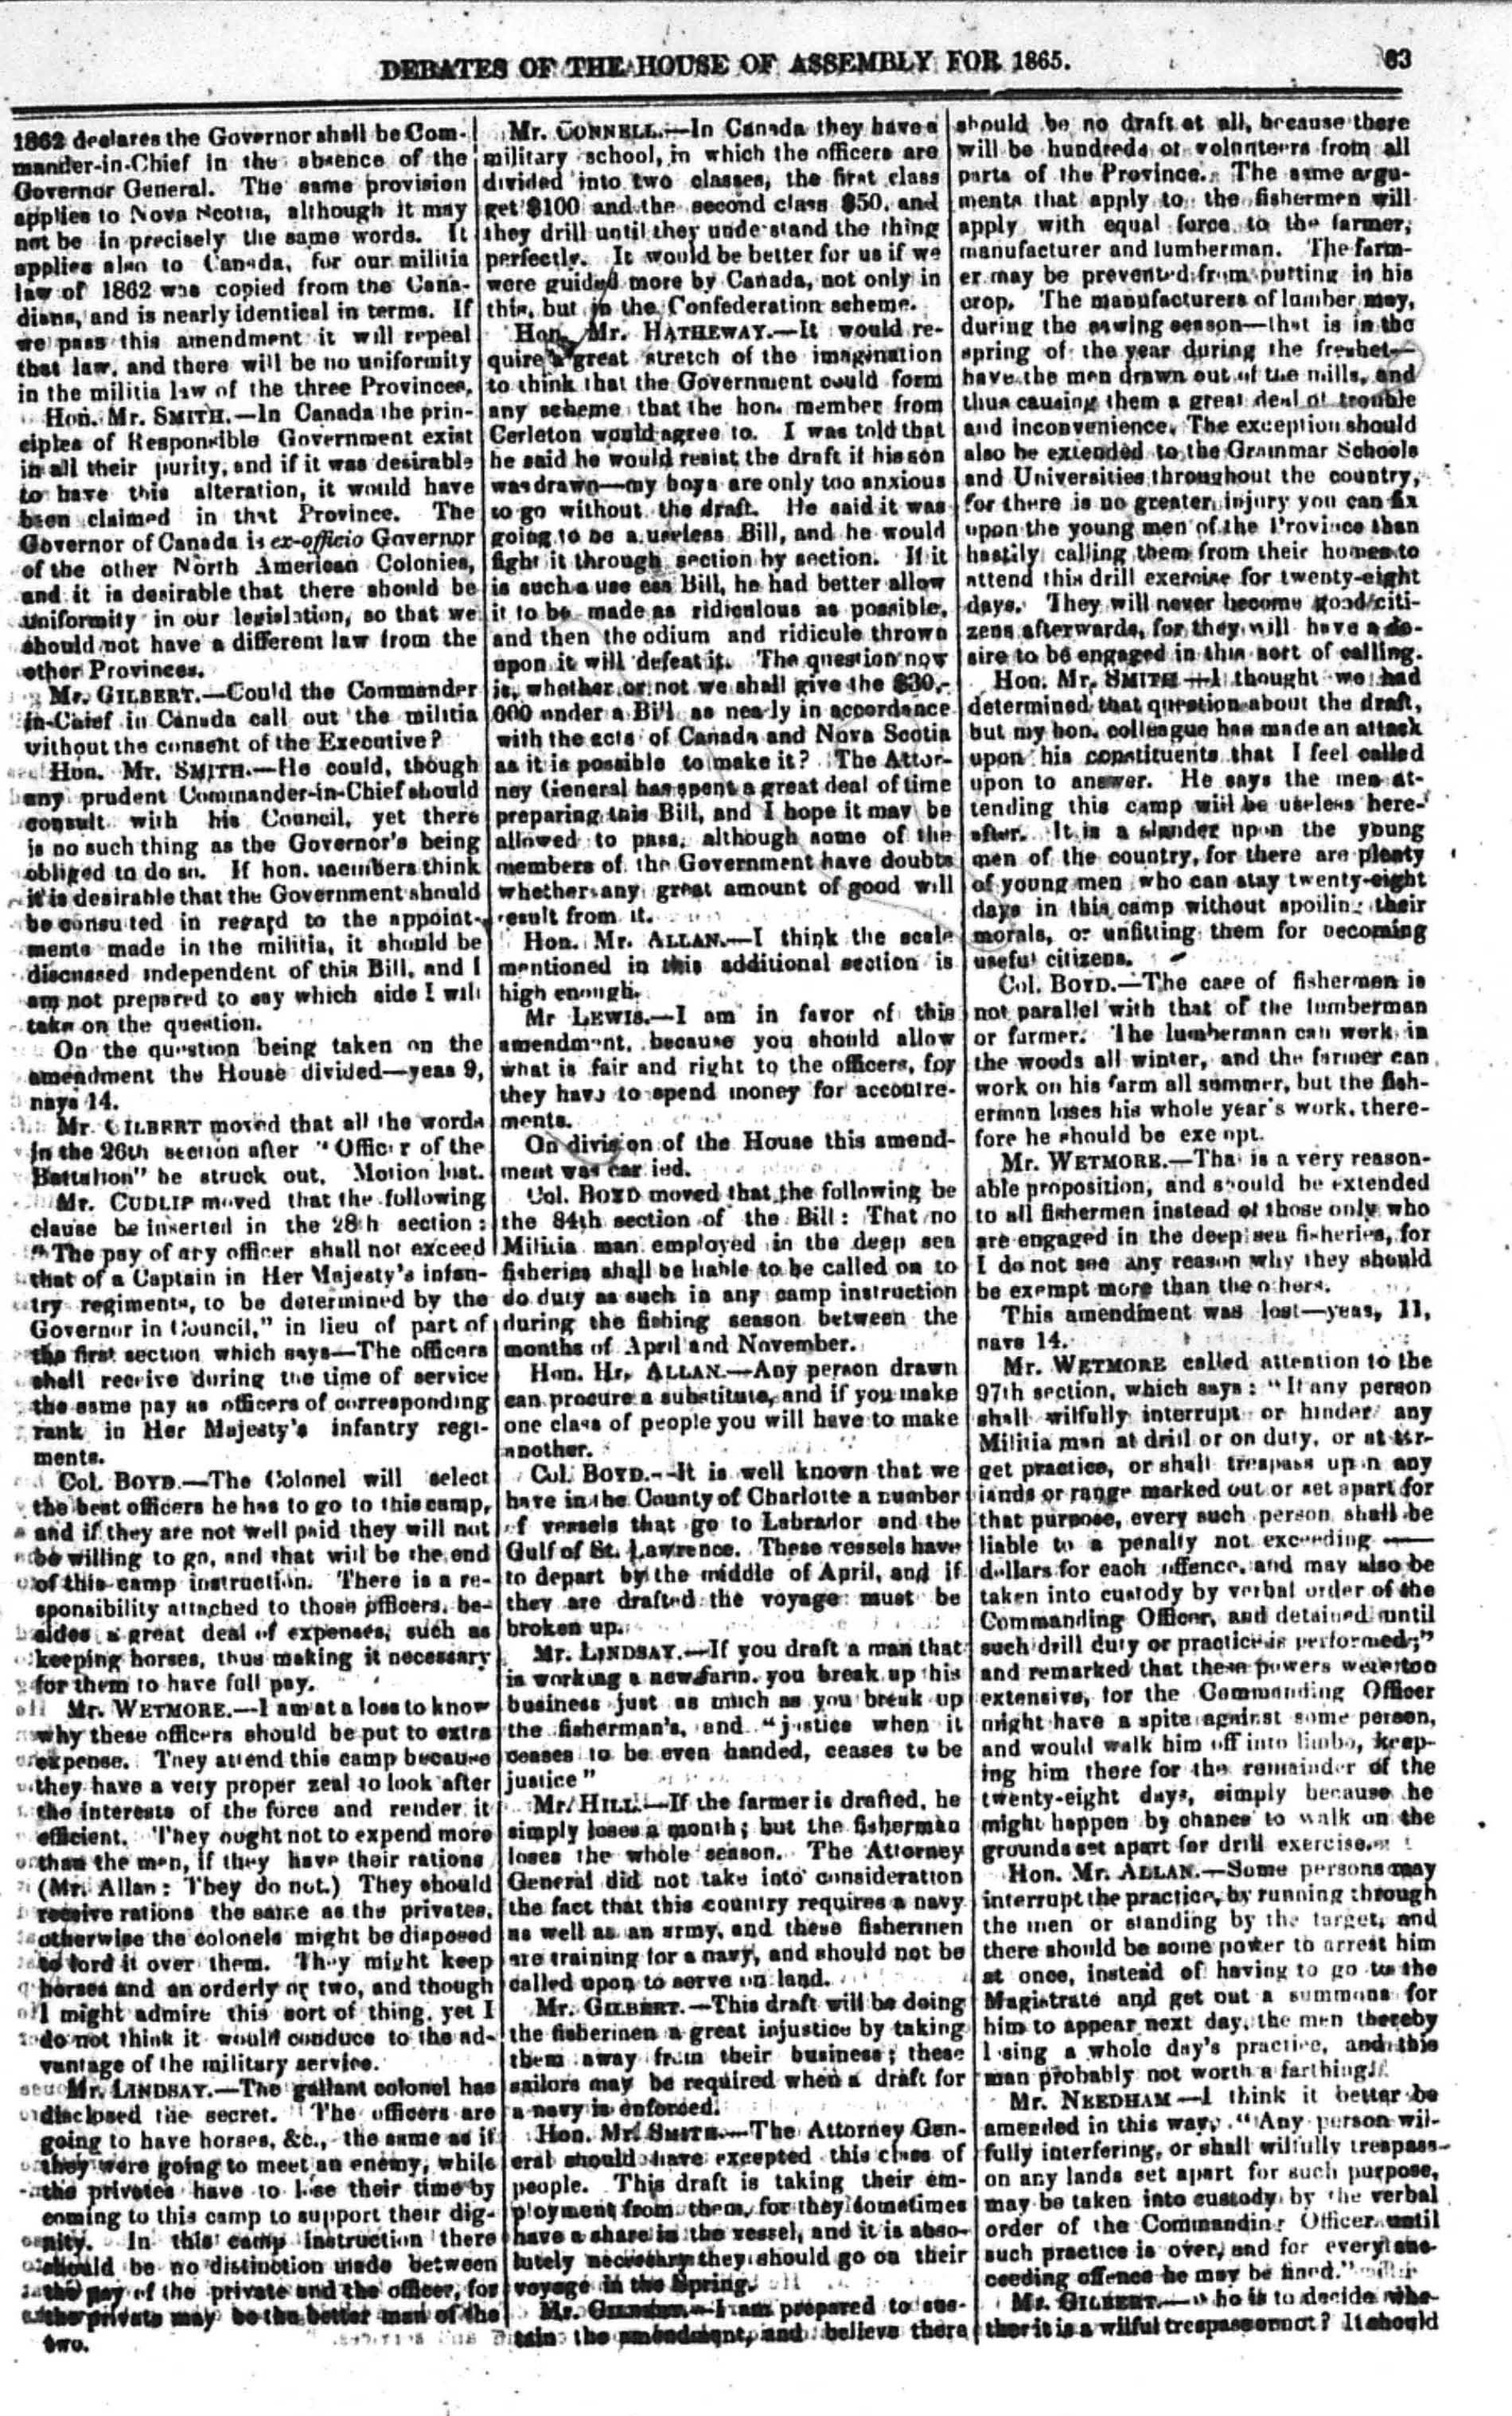 DEBATES OF THE HOUSE OF ASSEMBLY FOR 1865.
63
1862 declares the Governor shall be Com-
mander-in-Chief in the absence of the
Governor General. The same provision
applies to Nova Scotia, although it may
not be in precisely the same words. It
applies also to Canada, for our militia
law of 1862 was copied from the Cana-
dians, and is nearly identical in terms. If
we pass this amendment it will repeal
that law, and there will be no uniformity
in the militia law of the three Provinces.
Hon. Mr. SMITH.—In Canada the prin-
ciples of Responsible Government exist
in all their purity, and if it was desirable
to have this alteration, it would have
been claimed in that Province. The
Governor of Canada is ex-officio Governor
of the other North American Colonies,
and it is desirable that there should be
uniformity in our legislation, so that we
should not have a different law from the
other Provinces.
Mr. GILBERT.—Could the Commander
in-Chief in Canada call out the militia
without the consent of the Executive?
Hon. Mr. SMITH.—He could, though
any prudent Commander-in-Chief should
consult with his Council, yet there
is no such thing as the Governor's being
obliged to do so. If hon. members think
it is desirable that the Government should
be consulted in regard to the appoint-
ments made in the militia, it should be
discussed independent of this Bill, and I
am not prepared to say which side I will
take on the question.
On the question being taken on the
amendment the House divided—yeas 9,
nays 14.
Mr. GILBERT moved that all the words
in the 26th section after "Officer of the
Battalion" be struck out. Motion lost.
Mr. CUDLIP moved that the following
clause be inserted in the 28th section:
"The pay of any officer shall not exceed
that of a Captain in Her Majesty's infan-
try regiments, to be determined by the
Governor in Council," in lieu of part of
the first section which says—The officers
shall receive during the time of service
the same pay as officers of corresponding
rank in Her Majesty's infantry regi-
ments.
Col. BOYD.—The Colonel will select
the best officers he has to go to this camp,
and if they are not well paid they will not
be willing to go, and that will be the end
of this camp instruction. There is a re-
sponsibility attached to those officers, be-
sides a great deal of expenses, such as
keeping horses, thus making it necessary
for them to have full pay.
Mr. WETMORE.—I am at a loss to know
why these officers should be put to extra
expense. They attend this camp because
they have a very proper zeal to look after
the interests of the force and render it
efficient. They ought not to expend more
than the men, if they have their rations
(Mr. Allan: They do not.) They should
receive rations the same as the privates,
otherwise the colonels might be disposed
to lord it over them. They might keep
horses and an orderly or two, and though
I might admire this sort of thing, yet I
do not think it would conduce to the ad-
vantage of the military service.
Mr. LINDSAY.—The gallant colonel has
disclosed the secret. The officers are
going to have horses, &c., the same as if
they were going to meet an enemy, while
the privates have to lose their time by
coming to this camp to support their dig-
nity. In this camp instruction there
should be no distinction made between
the pay of the private and the officer, for
the private may be the better man of the
two.
Mr. CONNELL.—In Canada they have a
military school, in which the officers are
divided into two classes, the first class
get $100 and the second class $50, and
they drill until they understand the thing
perfectly. It would be better for us if we
were guided more by Canada, not only in
this, but in the Confederation scheme.
Hon. Mr. HATHEWAY.—It would re-
quire a great stretch of the imagination
to think that the Government could form
any scheme that the hon. member from
Carleton would agree to. I was told that
he said he would resist the draft if his son
was drawn—my boys are only too anxious
to go without the draft. He said it was
going to be a useless Bill, and he would
fight it through section by section. If it
is such a useless Bill, he had better allow
it to be made as ridiculous as possible,
and then the odium and ridicule thrown
upon it will defeat it. The question now
is, whether or not we shall give the $30,-
000 under a Bill as nearly in accordance
with the acts of Canada and Nova Scotia
as it is possible to make it? The Attor-
ney General has spent a great deal of time
preparing this Bill, and I hope it may be
allowed to pass, although some of the
members of the Government have doubts
whether any great amount of good will
result from it.
Hon. Mr. ALLAN.—I think the scale
mentioned in this additional section is
high enough.
Mr LEWIS.—I am in favor of this
amendment, because you should allow
what is fair and right to the officers, for
they have to spend money for accoutre-
ments.
On division of the House this amend-
ment was carried.
Col. BOYD moved that the following be
the 84th section of the Bill: That no
Militia man employed in the deep sea
fisheries shall be liable to be called on to
do duty as such in any camp instruction
during the fishing season between the
months of April and November.
Hon. Hr. ALLAN.—Any person drawn
can procure a substitute, and if you make
one class of people you will have to make
another.
Col. BOYD.--It is well known that we
have in the County of Charlotte a number
of vessels that go to Labrador and the
Gulf of St. Lawrence. These vessels have
to depart by the middle of April, and if
they are drafted the voyage must be
broken up.
Mr. LINDSAY.—If you draft a man that
is working a new farm, you break up his
business just as much as you break up
the fisherman's, and "justice when it
ceases to be even handed, ceases to be
justice"
Mr. HILL.—If the farmer is drafted, he
simply loses a month; but the fisherman
loses the whole season. The Attorney
General did not take into consideration
the fact that this country requires a navy
as well as an army, and these fishermen
are training for a navy, and should not be
called upon to serve on land.
Mr. GILBERT.—This draft will be doing
the fishermen a great injustice by taking
them away from their business; these
sailors may be required when a draft for
a navy is enforced.
Hon. Mr. SMITH.—The Attorney Gen-
eral should have excepted this class of
people. This draft is taking their em-
ployment from them, for they sometimes
have a share in the vessel, and it is abso-
lutely necessary they should go on their
voyage in the Spring.
Mr. GILBERT.—I am prepared to sus-
tain the amendment, and believe there
should be no draft at all, because there
will be hundreds of volunteers from all
parts of the Province. The same argu-
ments that apply to the fishermen will
apply with equal force to the farmer,
manufacturer and lumberman. The farm-
er may be prevented from putting in his
crop. The manufacturers of lumber may,
during the sawing season—that is in the
spring of the year during the freshet—
have the men drawn out of the mills, and
thus causing them a great deal of trouble
and inconvenience. The exception should
also be extended to the Grammar Schools
and Universities throughout the country,
for there is no greater injury you can fix
upon the young men of the Province than
hastily calling them from their homes to
attend this drill exercise for twenty-eight
days. They will never become good citi-
zens afterwards, for they will have a de-
sire to be engaged in this sort of calling.
Hon. Mr. SMITH—I thought we had
determined that question about the draft,
but my hon. colleague has made an attack
upon his constituents that I feel called
upon to answer. He says the men at-
tending this camp will be useless here-
after. It is a slander upon the young
men of the country, for there are plenty
of young men who can stay twenty-eight
days in this camp without spoiling their
morals, or unfitting them for becoming
useful citizens.
Col. BOYD.—The case of fishermen is
not parallel with that of the lumberman
or farmer. The lumberman can work in
the woods all winter, and the farmer can
work on his farm all summer, but the fish-
erman loses his whole year's work, there-
fore he should be exempt.
Mr. WETMORE.—That is a very reason-
able proposition, and should be extended
to all fishermen instead of those only who
are engaged in the deep sea fisheries, for
I do not see any reason why they should
be exempt more than the others.
This amendment was lost—yeas, 11,
nays 14.
Mr. WETMORE called attention to the
97th section, which says: "If any person
shall wilfully interrupt or hinder any
Militia man at drill or on duty, or at tar-
get practice, or shall trespass upon any
lands or range marked out or set apart for
that purpose, every such person shall be
liable to a penalty not exceeding ——
dollars for each offence, and may also be
taken into custody by verbal order of the
Commanding Officer, and detained until
such drill duty or practice is performed;"
and remarked that these powers were too
extensive, for the Commanding Officer
might have a spite against some person,
and would walk him off into limbo, keep-
ing him there for the remainder of the
twenty-eight days, simply because he
might happen by chance to walk on the
grounds set apart for drill exercise.
Hon. Mr. ALLAN.—Some persons may
interrupt the practice, by running through
the men or standing by the target, and
there should be some power to arrest him
at once, instead of having to go to the
Magistrate and get out a summons for
him to appear next day, the men thereby
losing a whole day's practice, and this
man probably not worth a farthing.
Mr. NEEDHAM—I think it better be
amended in this way, "Any person wil-
fully interfering, or shall wilfully trespass
on any lands set apart for such purpose,
may be taken into custody by the verbal
order of the Commanding Officer until
such practice is over, and for every suc-
ceeding offence he may be fined."
Mr. GILBERT.—Who is to decide whe-
ther it is a wilful trespass or not? It should